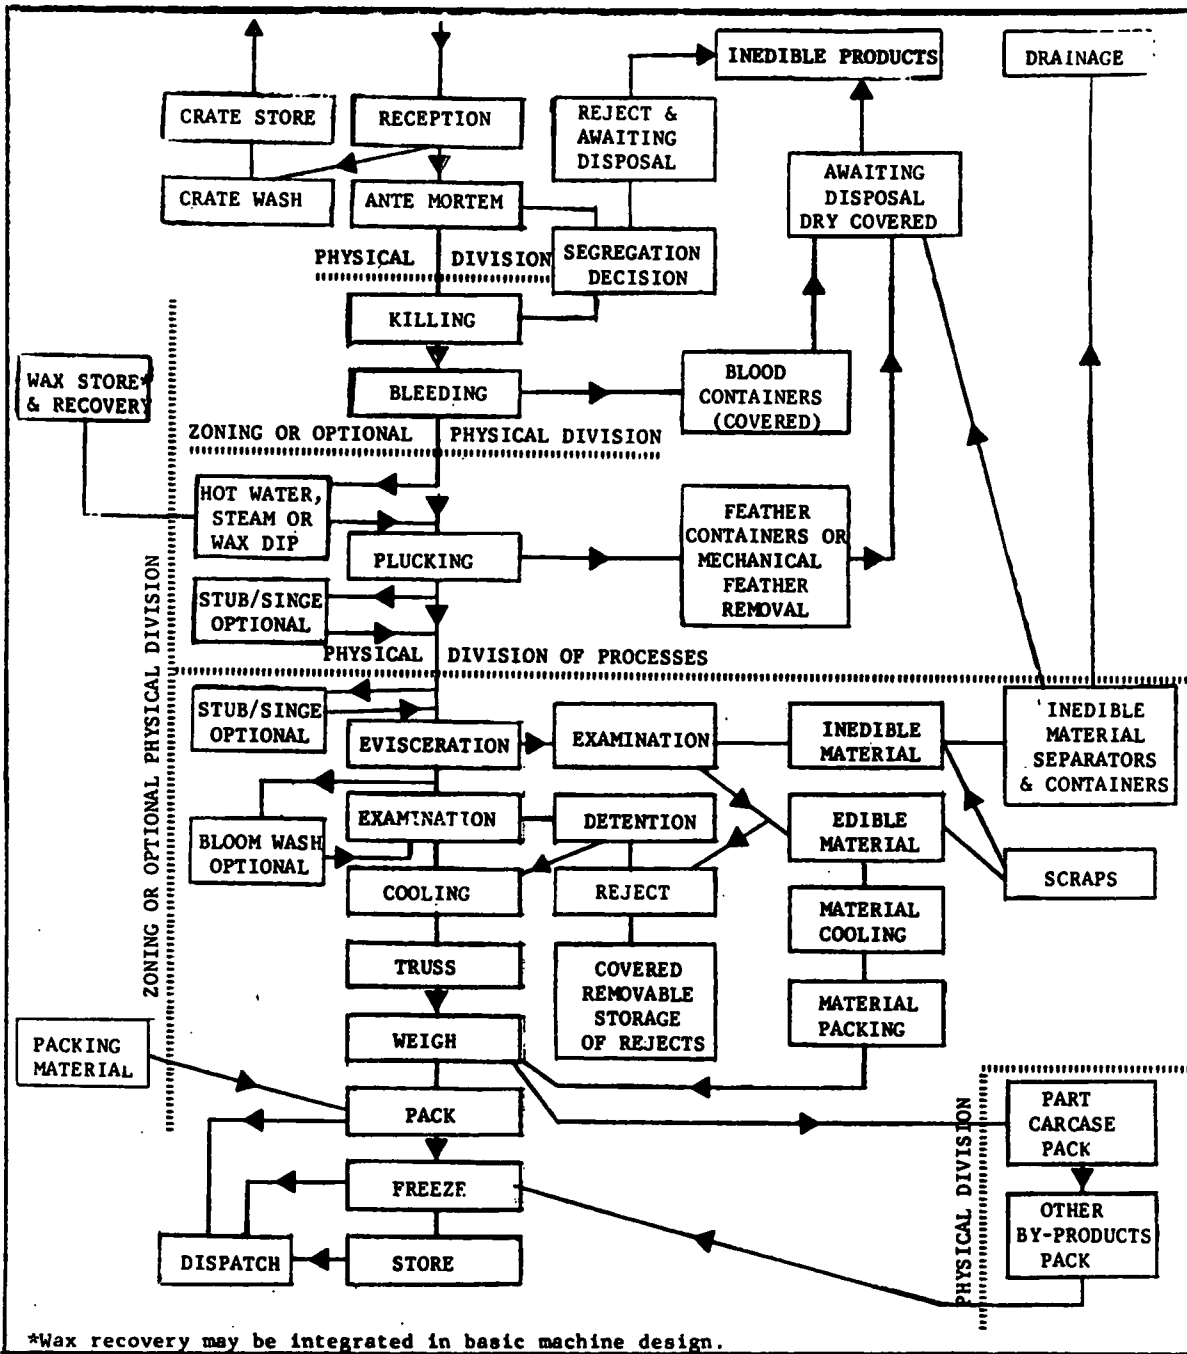 INEDIBLE PRODUCTS
DRAINAGE
CRATE STORE
RECEPTION
REJECT &
AWAITING
DISPOSAL
CRATE WASH
ANTE MORTEM
AWAITING
DISPOSAL
DRY COVERED
PHYSICAL DIVISION
SEGREGATION
DECISION
KILLING
WAX STORE*
& RECOVERY
BLEEDING
BLOOD
CONTAINERS
(COVERED)
ZONING OR OPTIONAL PHYSICAL DIVISION
HOT WATER,
STEAM OR
WAX DIP
PLUCKING
FEATHER
CONTAINERS OR
MECHANICAL
FEATHER
REMOVAL
STUB/SINGE
OPTIONAL
PHYSICAL DIVISION OF PROCESSES
ZONING OR OPTIONAL PHYSICAL DIVISION
STUB/SINGE
OPTIONAL
EVISCERATION
EXAMINATION
INEDIBLE
MATERIAL
INEDIBLE
MATERIAL
SEPARATORS
& CONTAINERS
BLOOM WASH
OPTIONAL
EXAMINATION
DETENTION
EDIBLE
MATERIAL
COOLING
REJECT
SCRAPS
MATERIAL
COOLING
TRUSS
COVERED
REMOVABLE
STORAGE
OF REJECTS
MATERIAL
PACKING
WEIGH
PACKING
MATERIAL
PACK
PART
CARCASE
PACK
PHYSICAL DIVISION
FREEZE
OTHER
BY-PRODUCTS
PACK
DISPATCH
STORE
*Wax recovery may be integrated in basic machine design.